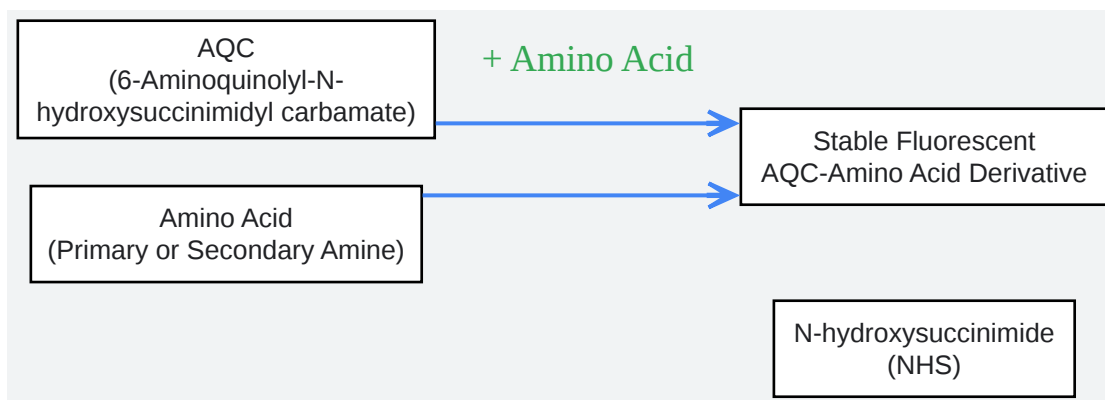 AQC
(6-Aminoquinolyl-N-
hydroxysuccinimidyl carbamate)
+ Amino Acid
Stable Fluorescent
AQC-Amino Acid Derivative
Amino Acid
(Primary or Secondary Amine)
N-hydroxysuccinimide
(NHS)